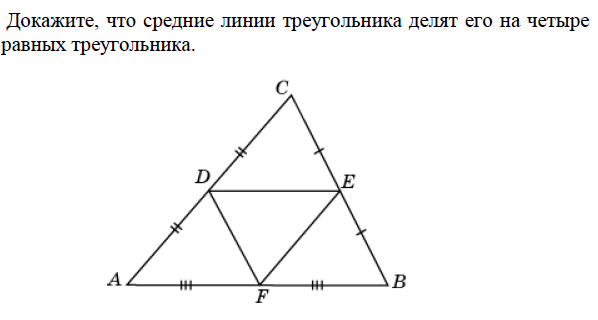 Докажите, что средние линии треугольника делят его на четыре
равных треугольника.
C
D
E
A
F
B